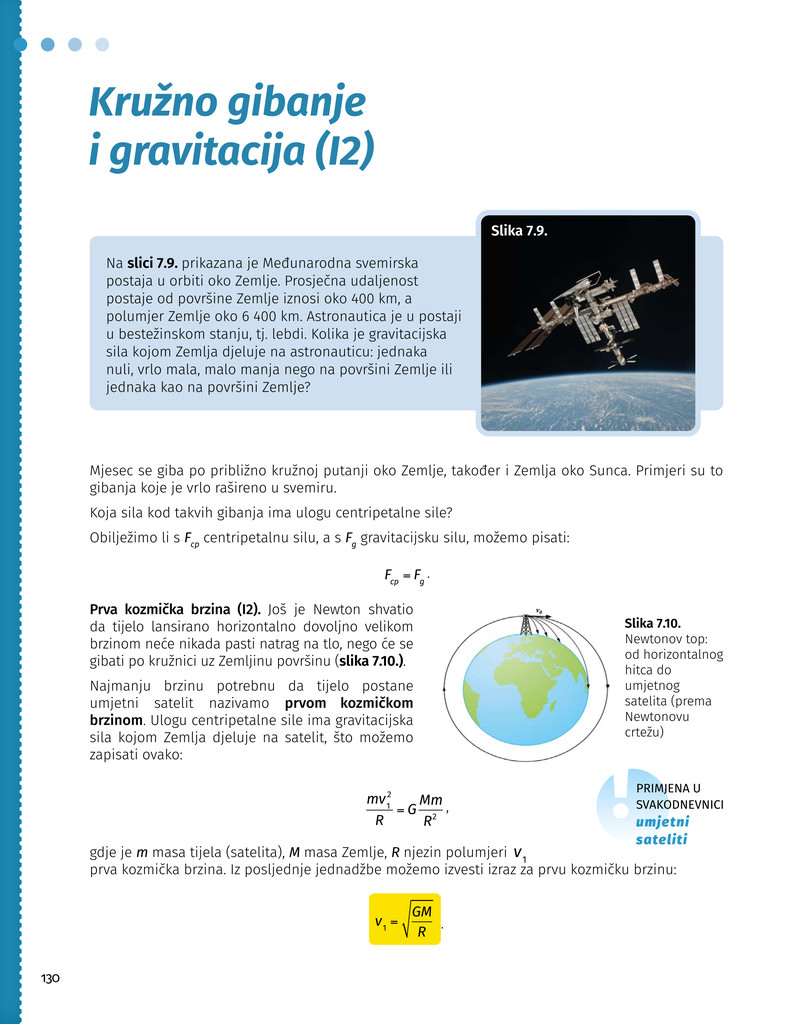 Kružno gibanje
i gravitacija (I2)
Slika 7.9.
Na slici 7.9. prikazana je Međunarodna svemirska
postaja u orbiti oko Zemlje. Prosječna udaljenost
postaje od površine Zemlje iznosi oko 400 km, a
polumjer Zemlje oko 6 400 km. Astronautica je u postaji
u bestežinskom stanju, tj. lebdi. Kolika je gravitacijska
sila kojom Zemlja djeluje na astronauticu: jednaka
nuli, vrlo mala, malo manja nego na površini Zemlje ili
jednaka kao na površini Zemlje?
Mjesec se giba po približno kružnoj putanji oko Zemlje, također i Zemlja oko Sunca. Primjeri su to
gibanja koje je vrlo rašireno u svemiru.
Koja sila kod takvih gibanja ima ulogu centripetalne sile?
Obilježimo li s F_cp centripetalnu silu, a s F_g gravitacijsku silu, možemo pisati:
F_cp = F_g.
Prva kozmička brzina (I2). Još je Newton shvatio
da tijelo lansirano horizontalno dovoljno velikom
brzinom neće nikada pasti natrag na tlo, nego će se
gibati po kružnici uz Zemljinu površinu (slika 7.10.).
Najmanju brzinu potrebnu da tijelo postane
umjetni satelit nazivamo prvom kozmičkom
brzinom. Ulogu centripetalne sile ima gravitacijska
sila kojom Zemlja djeluje na satelit, što možemo
zapisati ovako:
Slika 7.10.
Newtonov top:
od horizontalnog
hitca do
umjetnog
satelita (prema
Newtonovu
crtežu)
mv_1^2 / R = G Mm / R^2 ,
!
PRIMJENA U
SVAKODNEVNICI
umjetni
sateliti
gdje je m masa tijela (satelita), M masa Zemlje, R njezin polumjeri v_1
prva kozmička brzina. Iz posljednje jednadžbe možemo izvesti izraz za prvu kozmičku brzinu:
v_1 = √(GM / R) .
130